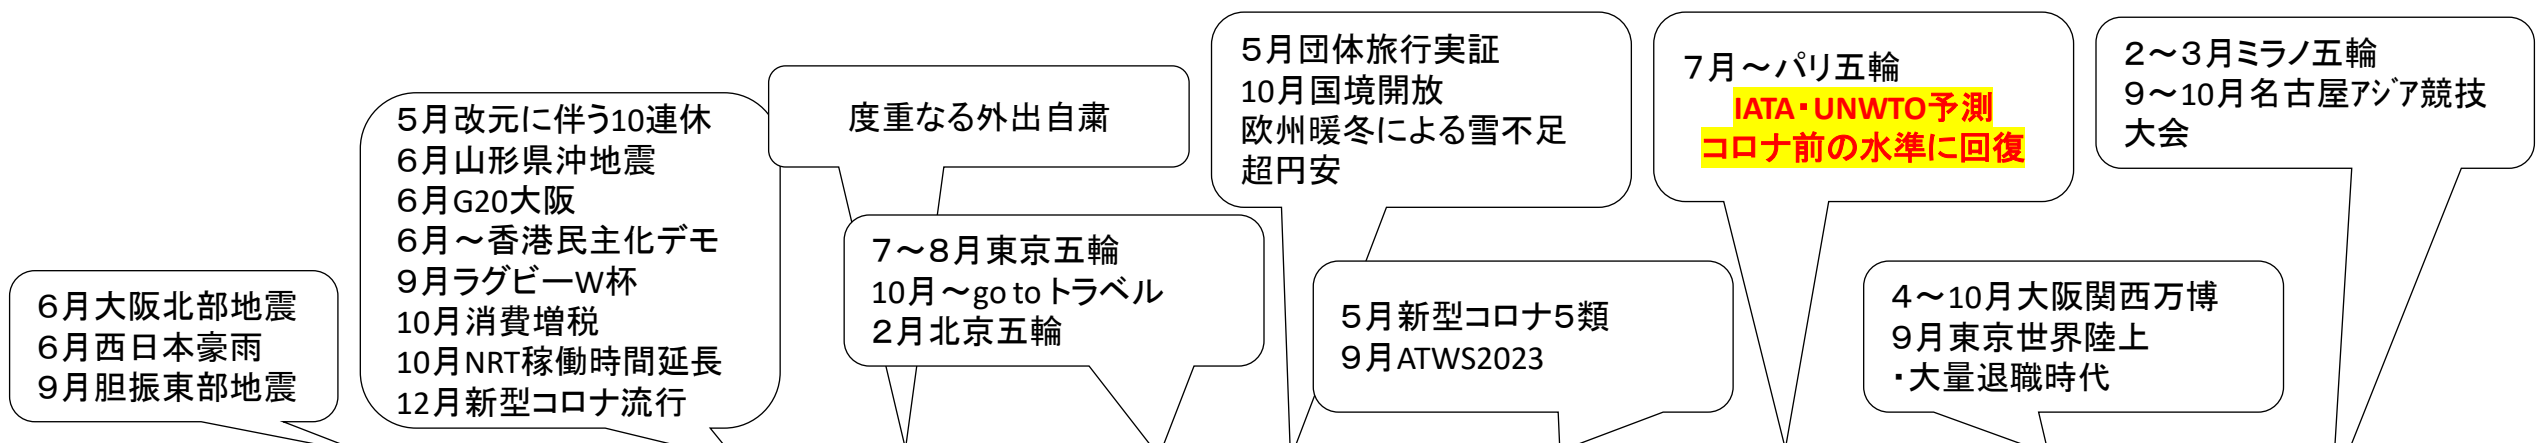 6月大阪北部地震
6月西日本豪雨
9月胆振東部地震
5月改元に伴う10連休
6月山形県沖地震
6月G20大阪
6月~香港民主化デモ
9月ラグビーW杯
10月消費増税
10月NRT稼働時間延長
12月新型コロナ流行
度重なる外出自粛
7~8月東京五輪
10月~go to トラベル
2月北京五輪
5月団体旅行実証
10月国境開放
欧州暖冬による雪不足
超円安
5月新型コロナ5類
9月ATWS2023
7月~パリ五輪
IATA・UNWTO予測
コロナ前の水準に回復
4~10月大阪関西万博
9月東京世界陸上
・大量退職時代
2~3月ミラノ五輪
9~10月名古屋アジア競技
大会